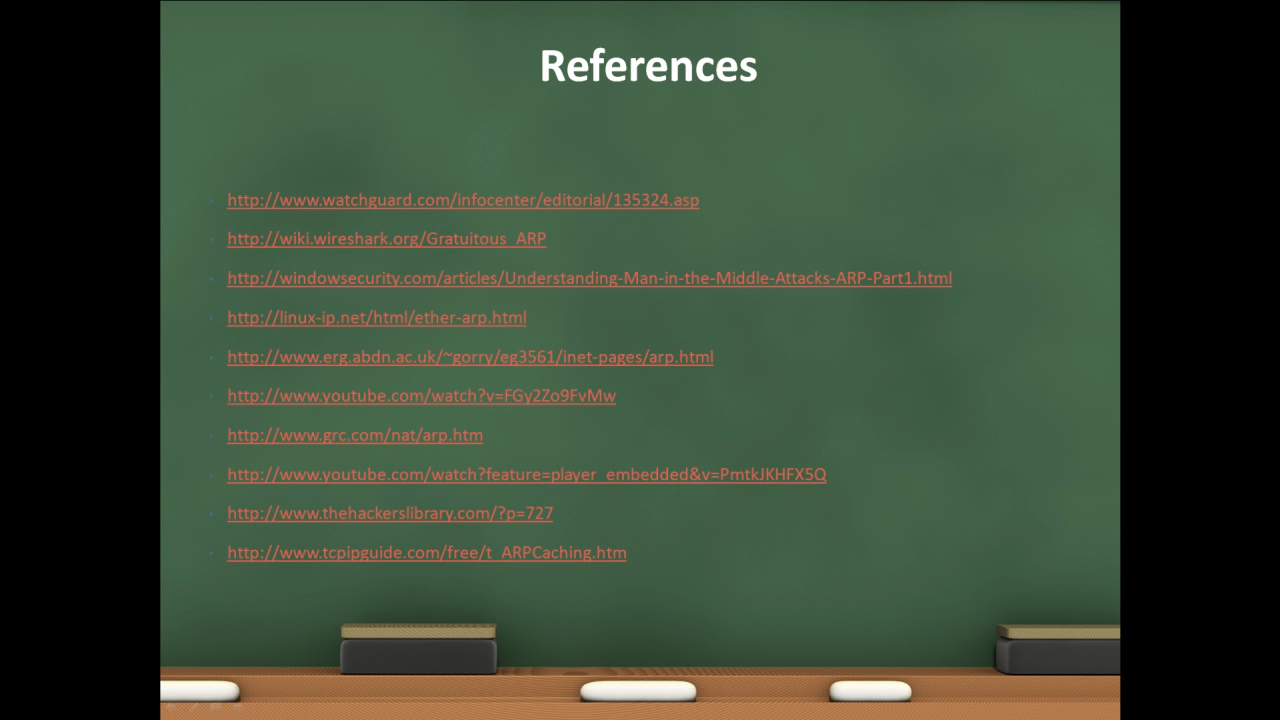 References
http://www.watchguard.com/infocenter/editorial/135324.asp
http://wiki.wireshark.org/Gratuitous_ARP
http://windowsecurity.com/articles/Understanding-Man-in-the-Middle-Attacks-ARP-Part1.html
http://linux-ip.net/html/ether-arp.html
http://www.erg.abdn.ac.uk/~gorry/eg3561/inet-pages/arp.html
http://www.youtube.com/watch?v=FGy2Zo9FvMw
http://www.grc.com/nat/arp.htm
http://www.youtube.com/watch?feature=player_embedded&v=PmtkJKHFX5Q
http://www.thehackerslibrary.com/?p=727
http://www.tcpipguide.com/free/t_ARPCaching.htm